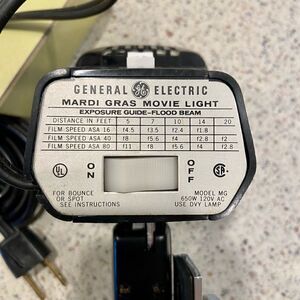 GENERAL GE ELECTRIC
MARDI GRAS MOVIE LIGHT
EXPOSURE GUIDE-FLOOD BEAM
DISTANCE IN FEET 5 7 10 14 20
FILM SPEED ASA 16 f4.5 f3.5 f2.4 f1.8
FILM SPEED ASA 40 f8 f5.6 f4 f2.8 f2
FILM SPEED ASA 80 f11 f8 f5.6 f4 f2.8
UL
ON
OFF
SA
FOR BOUNCE
OR SPOT
SEE INSTRUCTIONS
MODEL MG
650W 120V AC
USE DVY LAMP